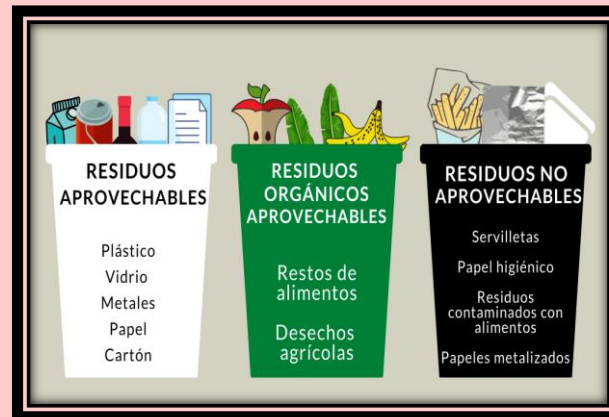 RESIDUOS
APROVECHABLES
Plástico
Vidrio
Metales
Papel
Cartón
RESIDUOS
ORGÁNICOS
APROVECHABLES
Restos de
alimentos
Desechos
agrícolas
RESIDUOS NO
APROVECHABLES
Servilletas
Papel higiénico
Residuos
contaminados con
alimentos
Papeles metalizados